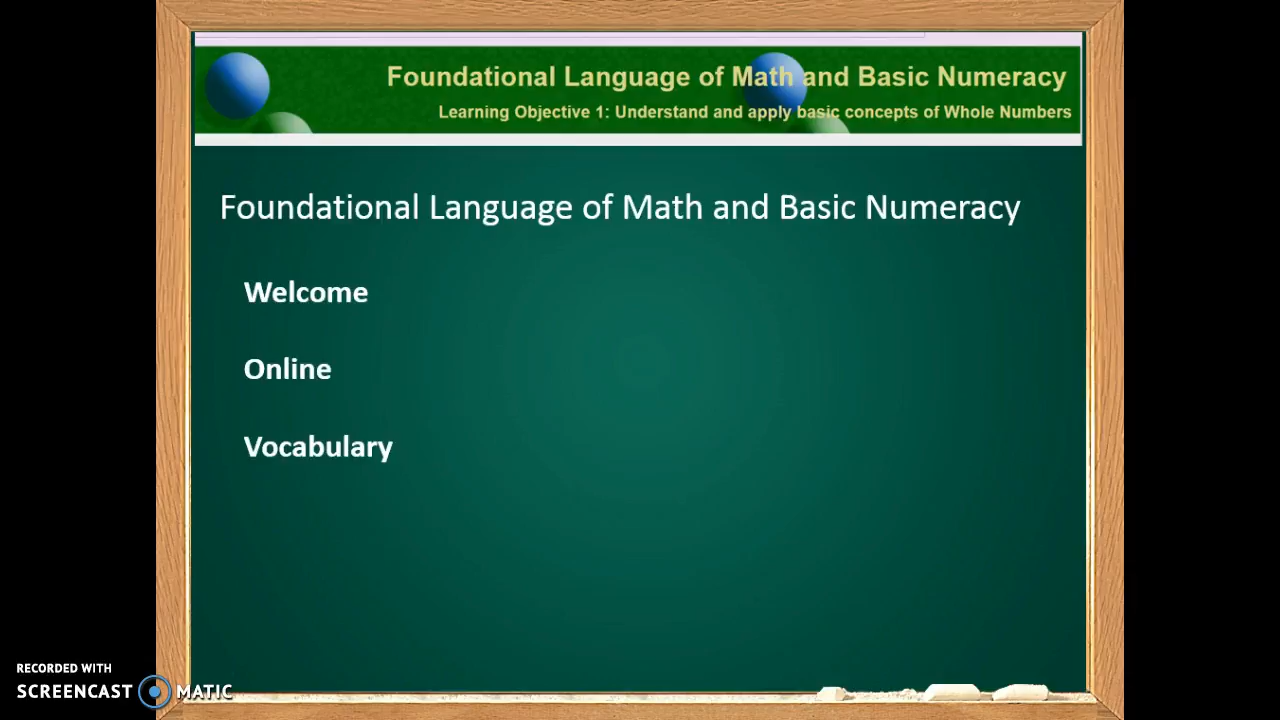 Foundational Language of Math and Basic Numeracy
Learning Objective 1: Understand and apply basic concepts of Whole Numbers
Foundational Language of Math and Basic Numeracy
Welcome
Online
Vocabulary
RECORDED WITH
SCREENCAST MATIC